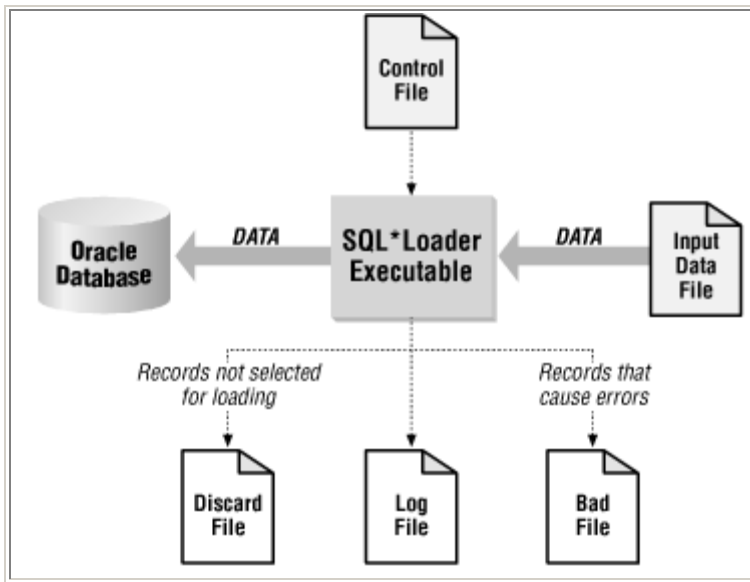 Control
File
Oracle
Database
DATA
SQL*Loader
Executable
DATA
Input
Data
File
Records not selected
for loading
Records that
cause errors
Discard
File
Log
File
Bad
File